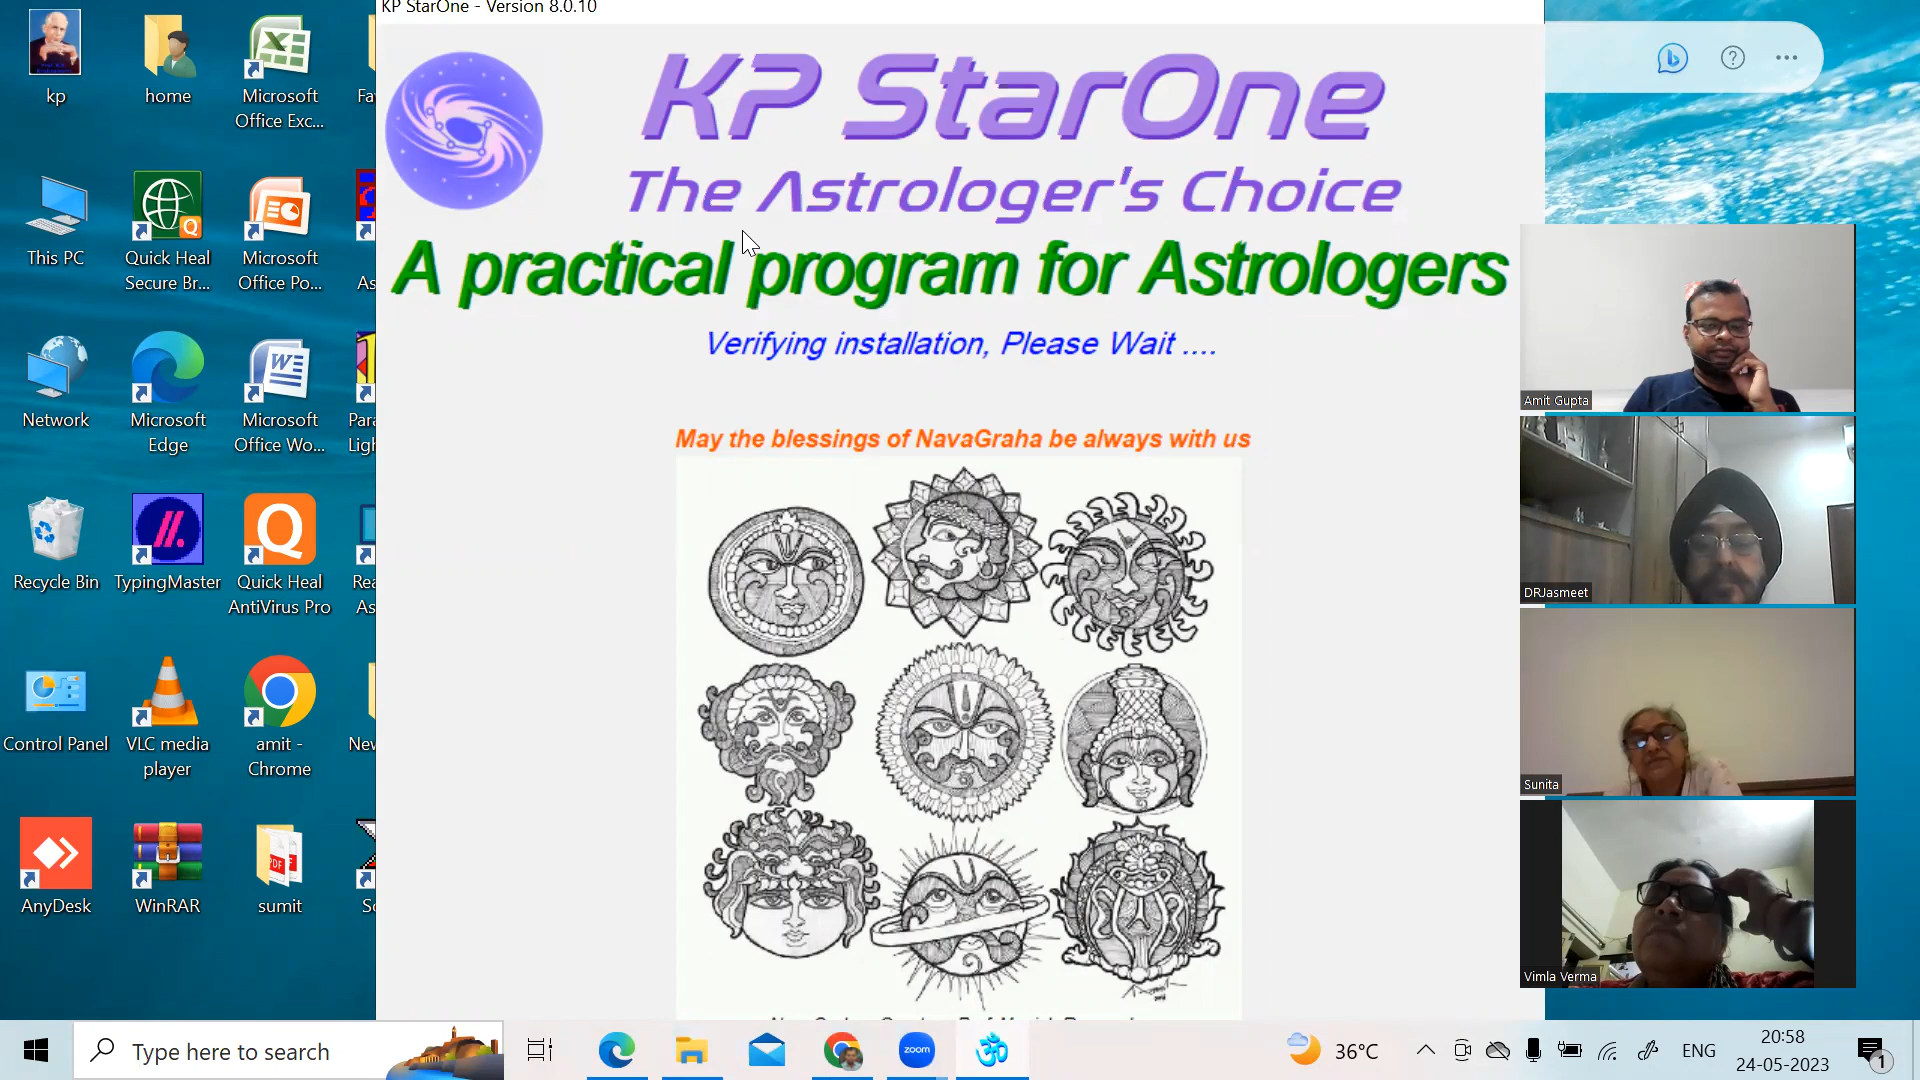 KP StarOne - Version 8.0.10
KP StarOne
The Astrologer's Choice
A practical program for Astrologers
Verifying installation, Please Wait ....
May the blessings of NavaGraha be always with us
kp
home
Microsoft
Office Exc...
This PC
Quick Heal
Secure Br...
Microsoft
Office Po...
Network
Microsoft
Edge
Microsoft
Office Wo...
Recycle Bin
TypingMaster
Quick Heal
AntiVirus Pro
Control Panel
VLC media
player
amit -
Chrome
AnyDesk
WinRAR
sumit
Amit Gupta
DRJasmeet
Sunita
Vimla Verma
Type here to search
zoom
36°C
ENG
20:58
24-05-2023
1